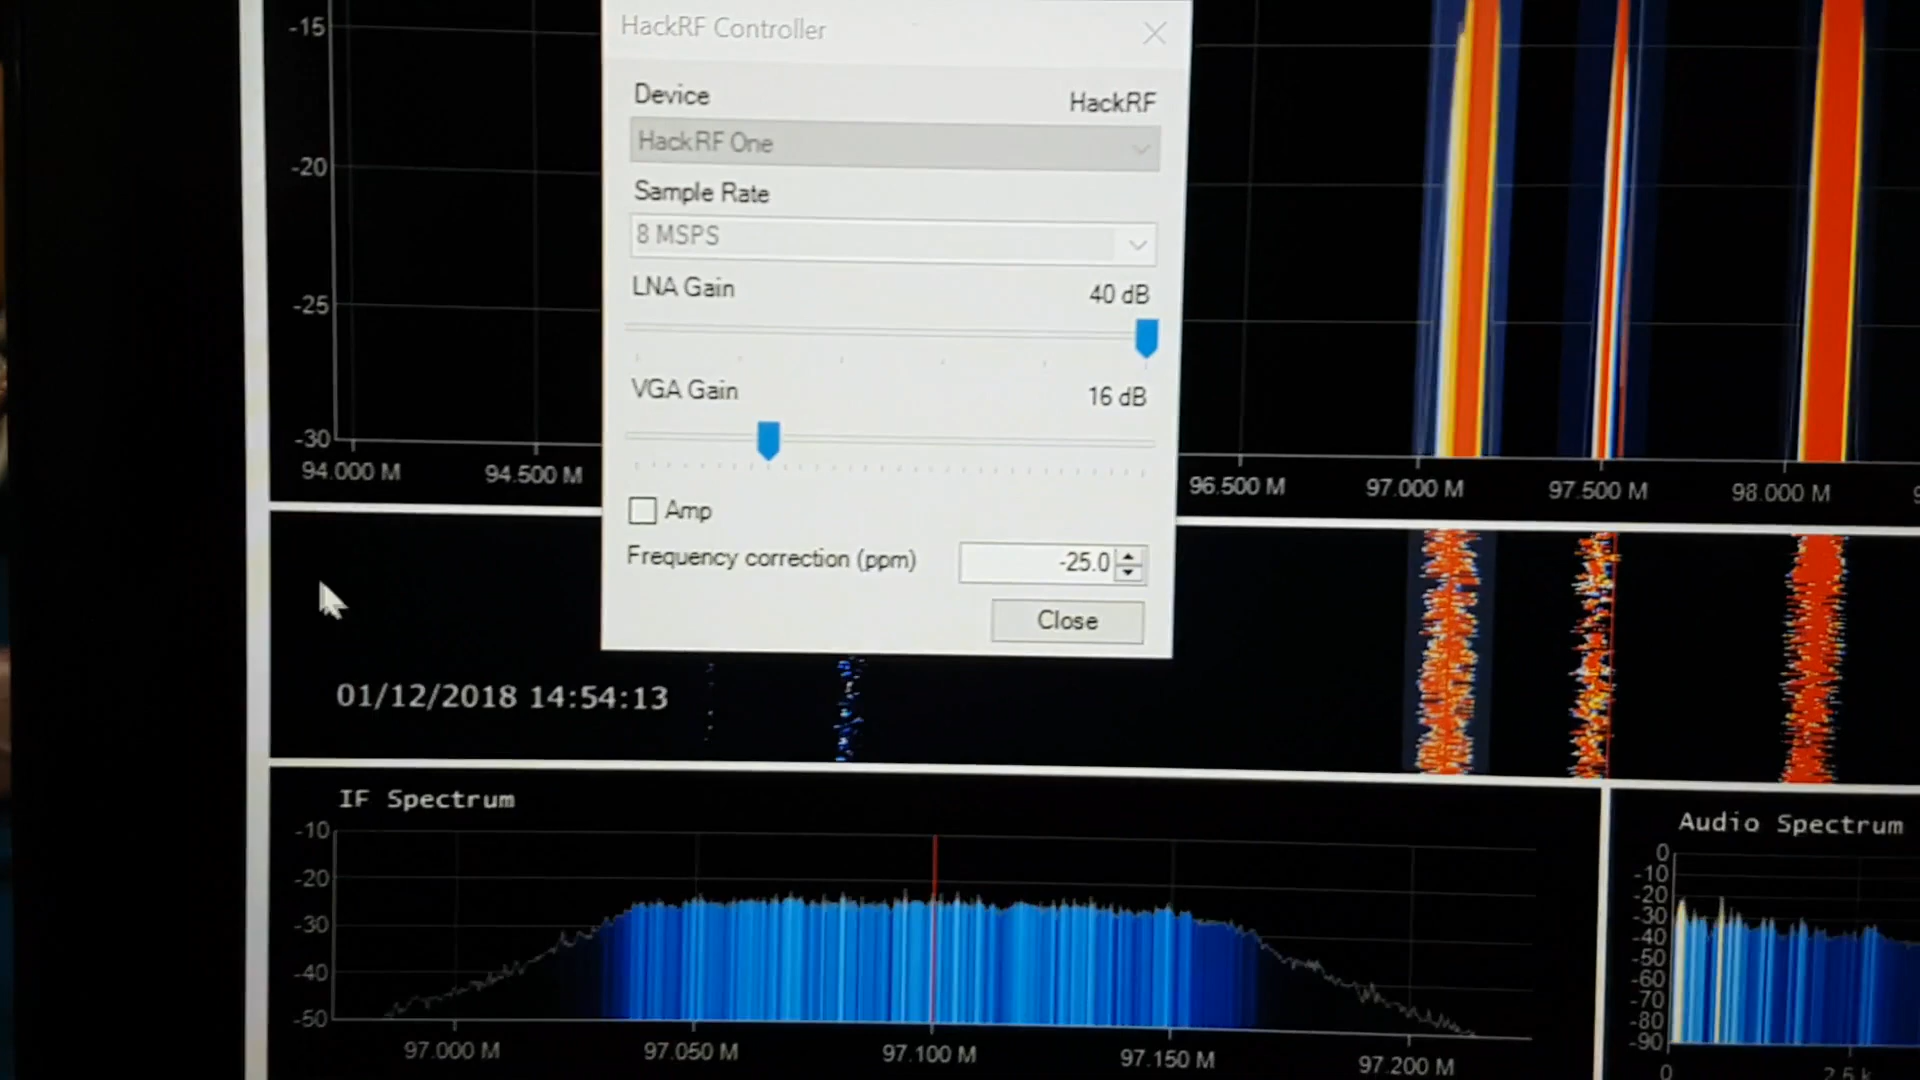 HackRF Controller
Device HackRF
HackRF One
Sample Rate
8 MSPS
LNA Gain 40 dB
VGA Gain 16 dB
Amp
Frequency correction (ppm) -25.0
Close
-15
-20
-25
-30
94.000 M 94.500 M 96.500 M 97.000 M 97.500 M 98.000 M
01/12/2018 14:54:13
IF Spectrum
-10
-20
-30
-40
-50
97.000 M 97.050 M 97.100 M 97.150 M 97.200 M
Audio Spectrum
0
-10
-20
-30
-40
-50
-60
-70
-80
-90
0